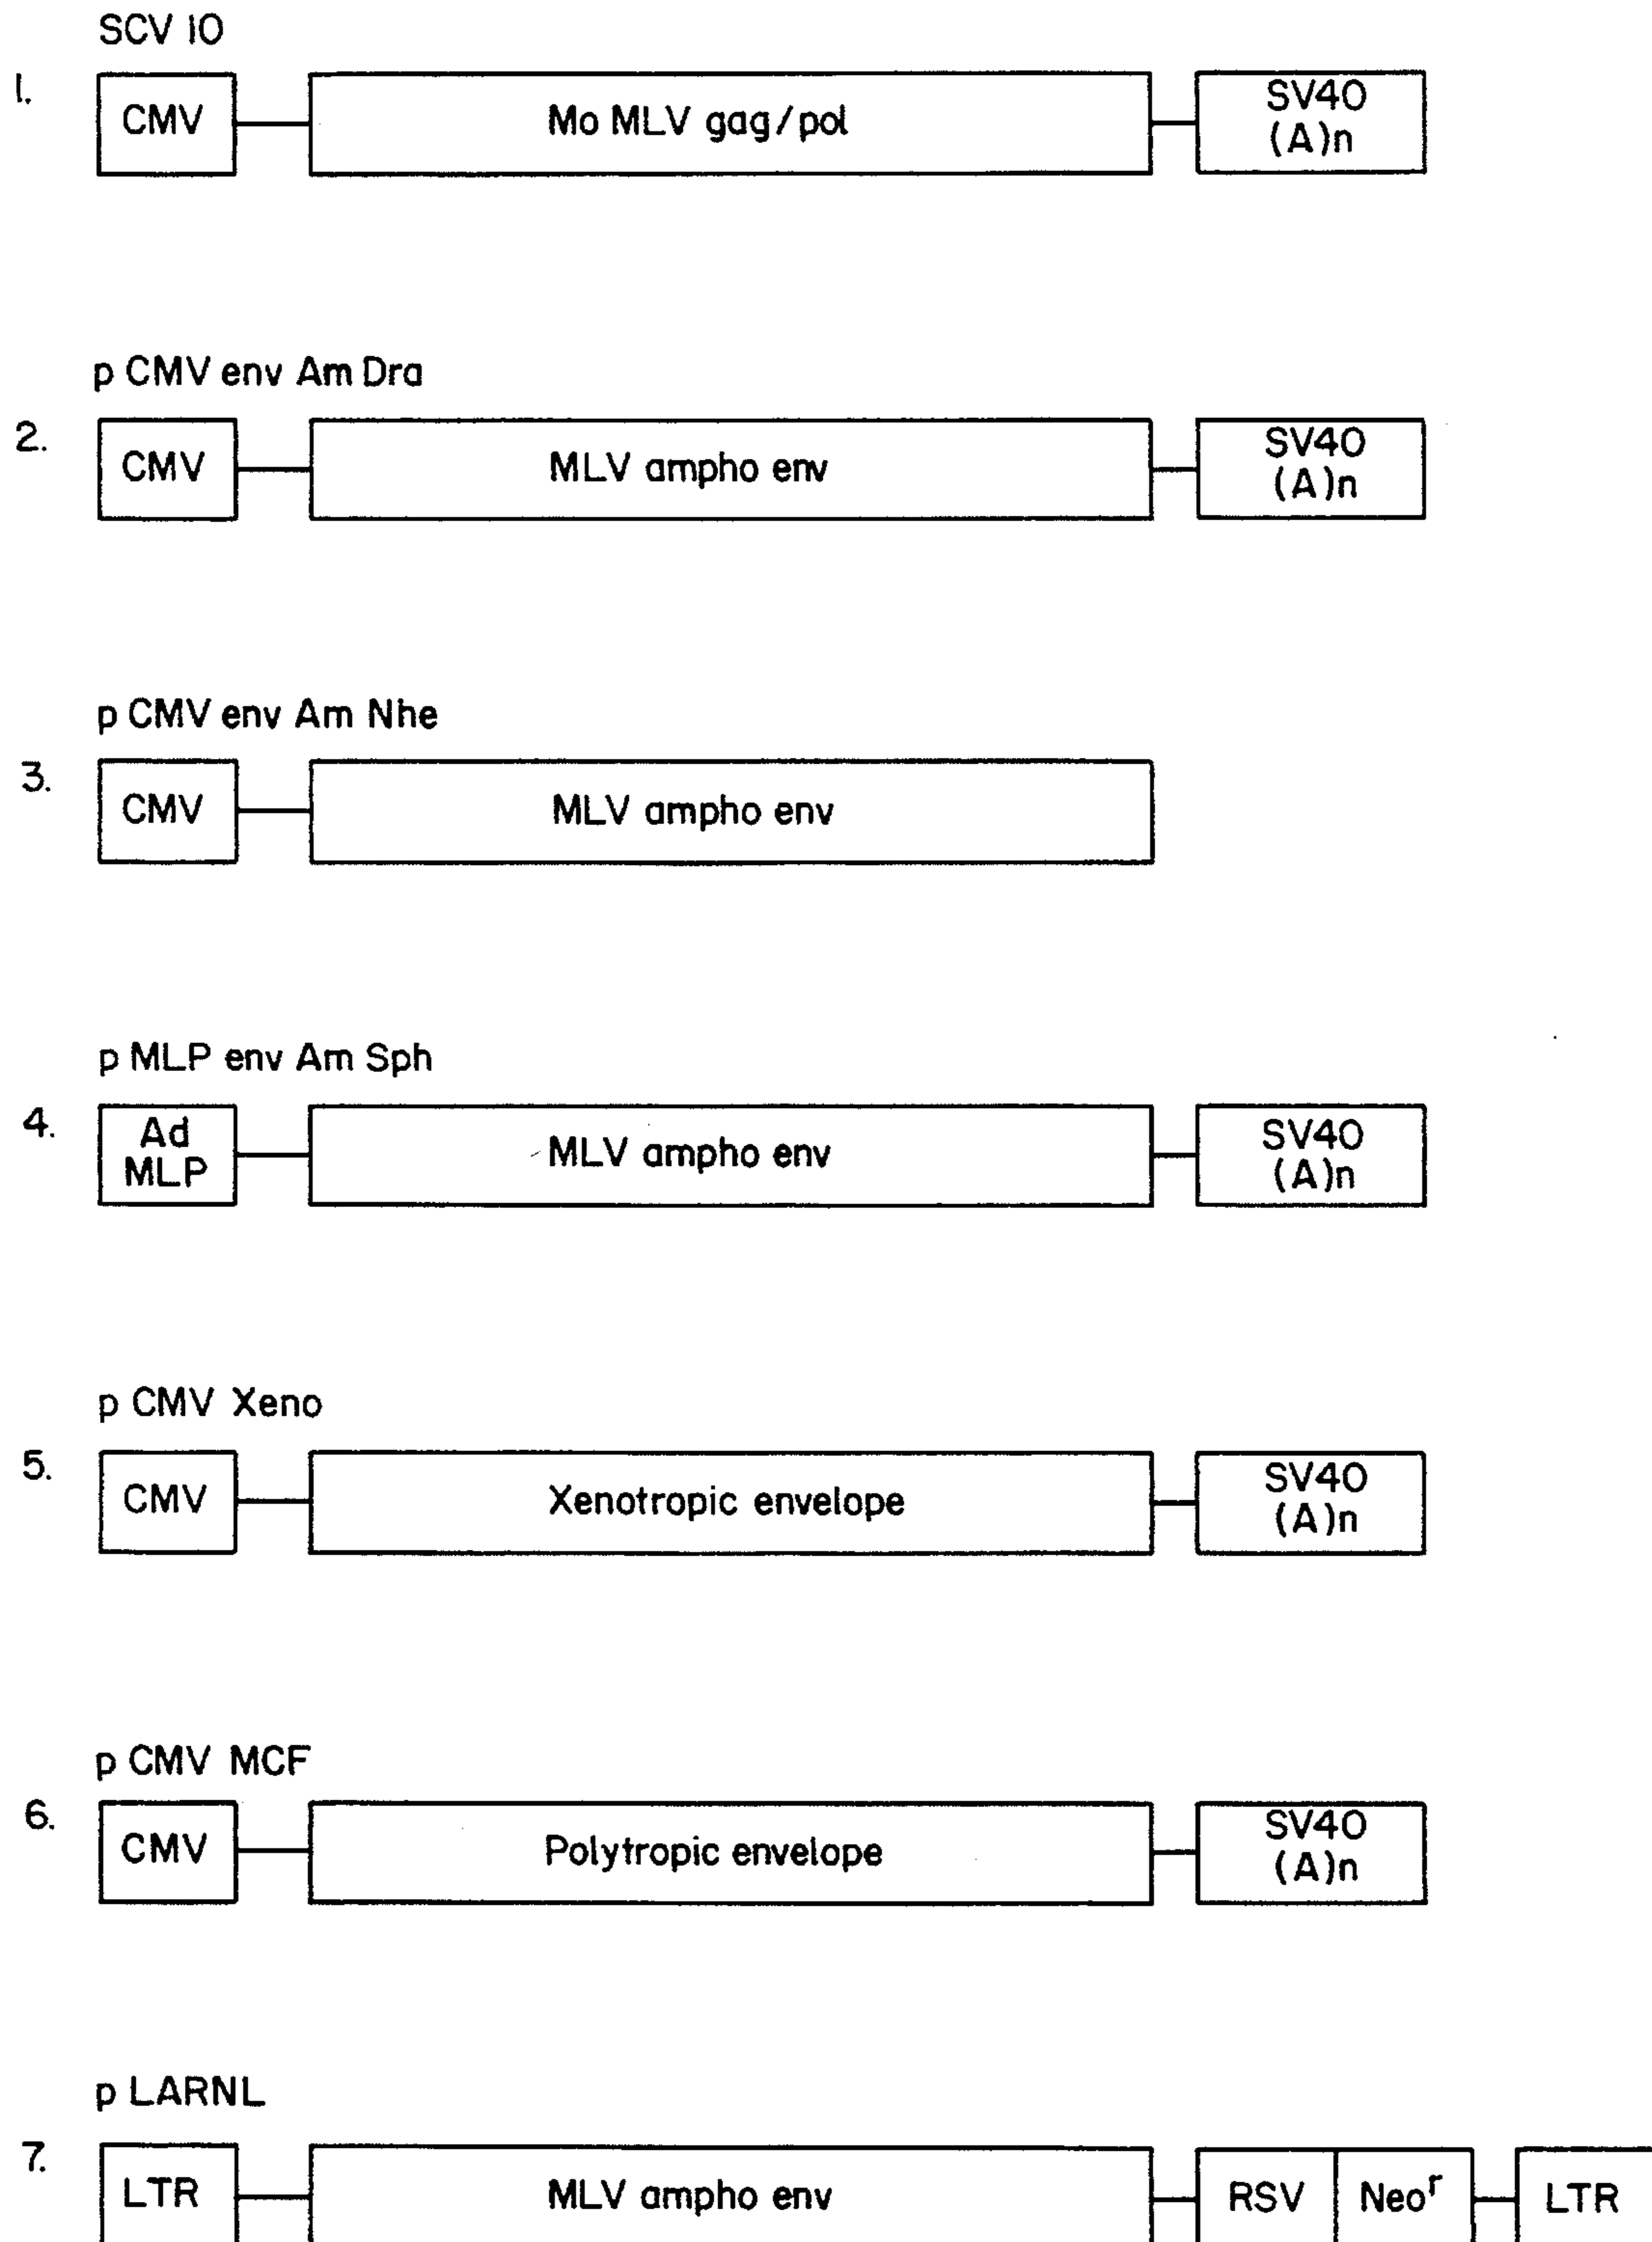 SCV 10
1.
CMV
Mo MLV gag/pol
SV40
(A)n
p CMV env Am Dra
2.
CMV
MLV ampho env
SV40
(A)n
p CMV env Am Nhe
3.
CMV
MLV ampho env
p MLP env Am Sph
4.
Ad
MLP
MLV ampho env
SV40
(A)n
p CMV Xeno
5.
CMV
Xenotropic envelope
SV40
(A)n
p CMV MCF
6.
CMV
Polytropic envelope
SV40
(A)n
p LARNL
7.
LTR
MLV ampho env
RSV
Neoʳ
LTR